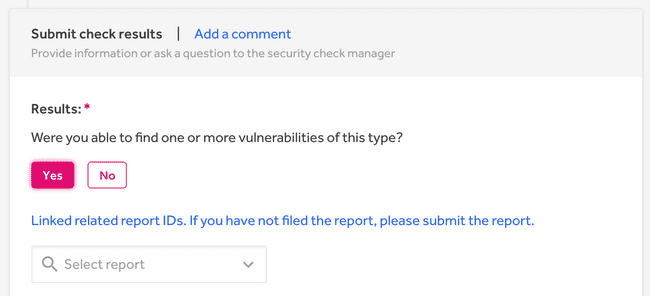 Submit check results | Add a comment
Provide information or ask a question to the security check manager
Results: *
Were you able to find one or more vulnerabilities of this type?
Yes No
Linked related report IDs. If you have not filed the report, please submit the report.
Select report